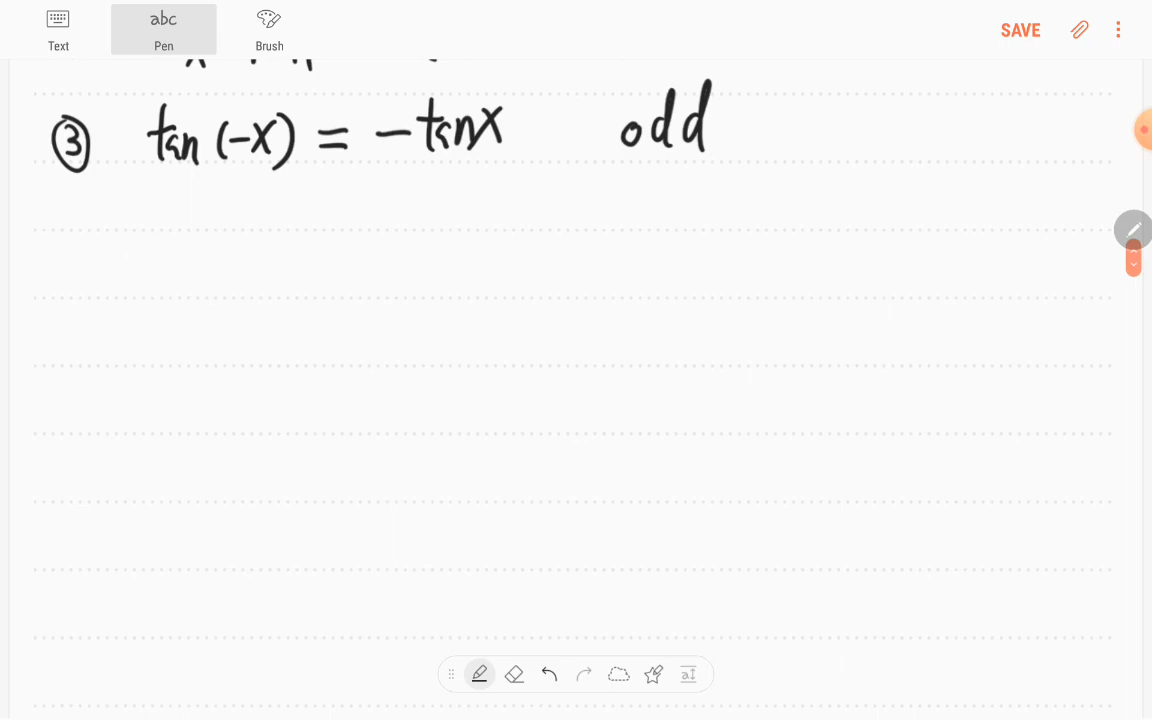 Text
abc
Pen
Brush
SAVE
③ tan (-x) = -tanx odd